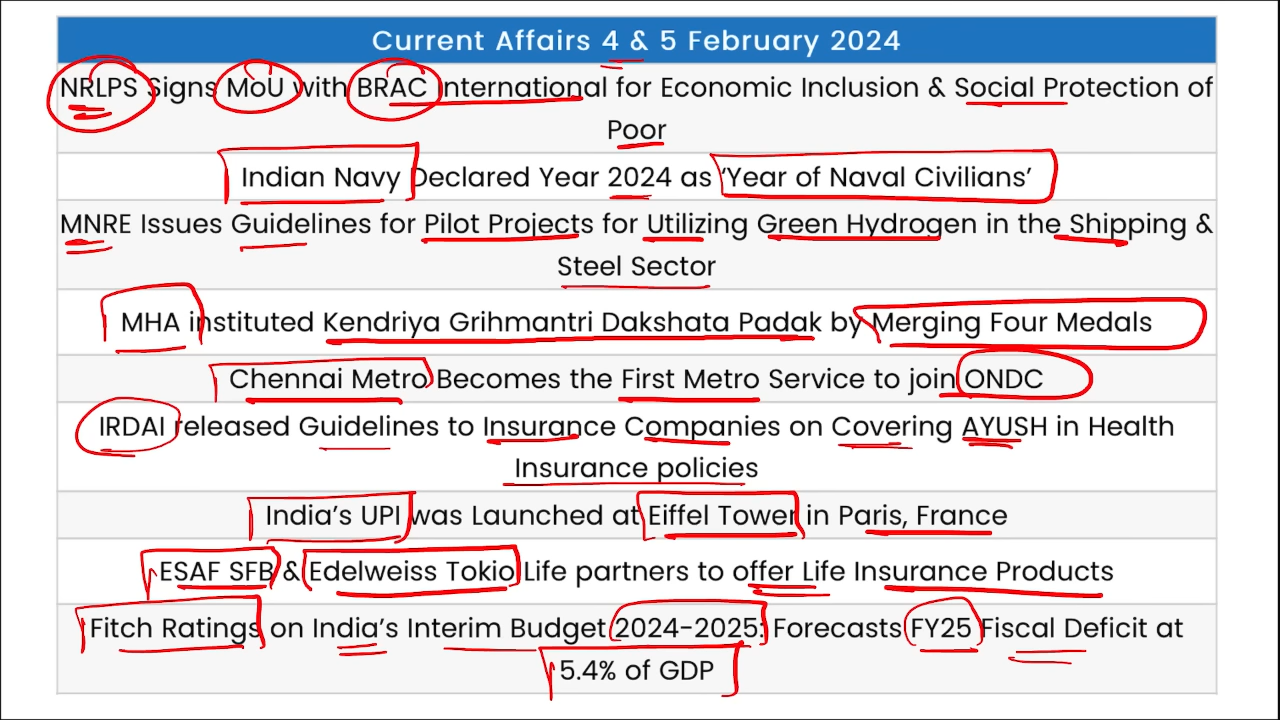 Current Affairs 4 & 5 February 2024
NRLPS Signs MoU with BRAC International for Economic Inclusion & Social Protection of
Poor
Indian Navy Declared Year 2024 as ‘Year of Naval Civilians’
MNRE Issues Guidelines for Pilot Projects for Utilizing Green Hydrogen in the Shipping &
Steel Sector
MHA instituted Kendriya Grihmantri Dakshata Padak by Merging Four Medals
Chennai Metro Becomes the First Metro Service to join ONDC
IRDAI released Guidelines to Insurance Companies on Covering AYUSH in Health
Insurance policies
India’s UPI was Launched at Eiffel Tower in Paris, France
ESAF SFB & Edelweiss Tokio Life partners to offer Life Insurance Products
Fitch Ratings on India’s Interim Budget 2024-2025: Forecasts FY25 Fiscal Deficit at
5.4% of GDP